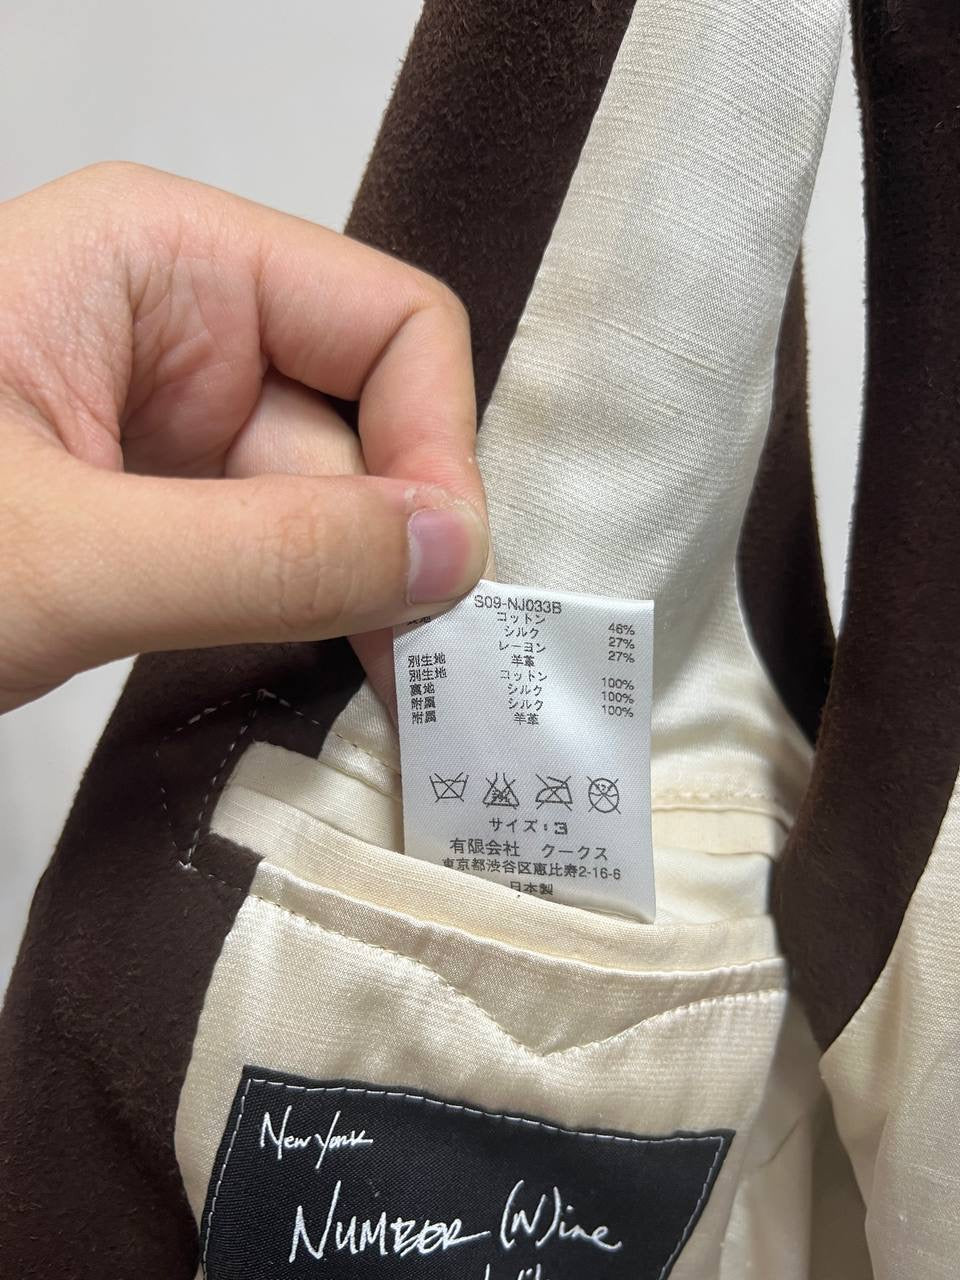 S09-NJ033B
コットン 46%
シルク 27%
レーヨン 27%
別生地 羊革
別生地 コットン 100%
裏地 シルク 100%
附属 シルク 100%
附属 羊革
サイズ:3
有限会社 クークス
東京都渋谷区恵比寿2-16-6
日本製
New York
NUMBER (N)ine